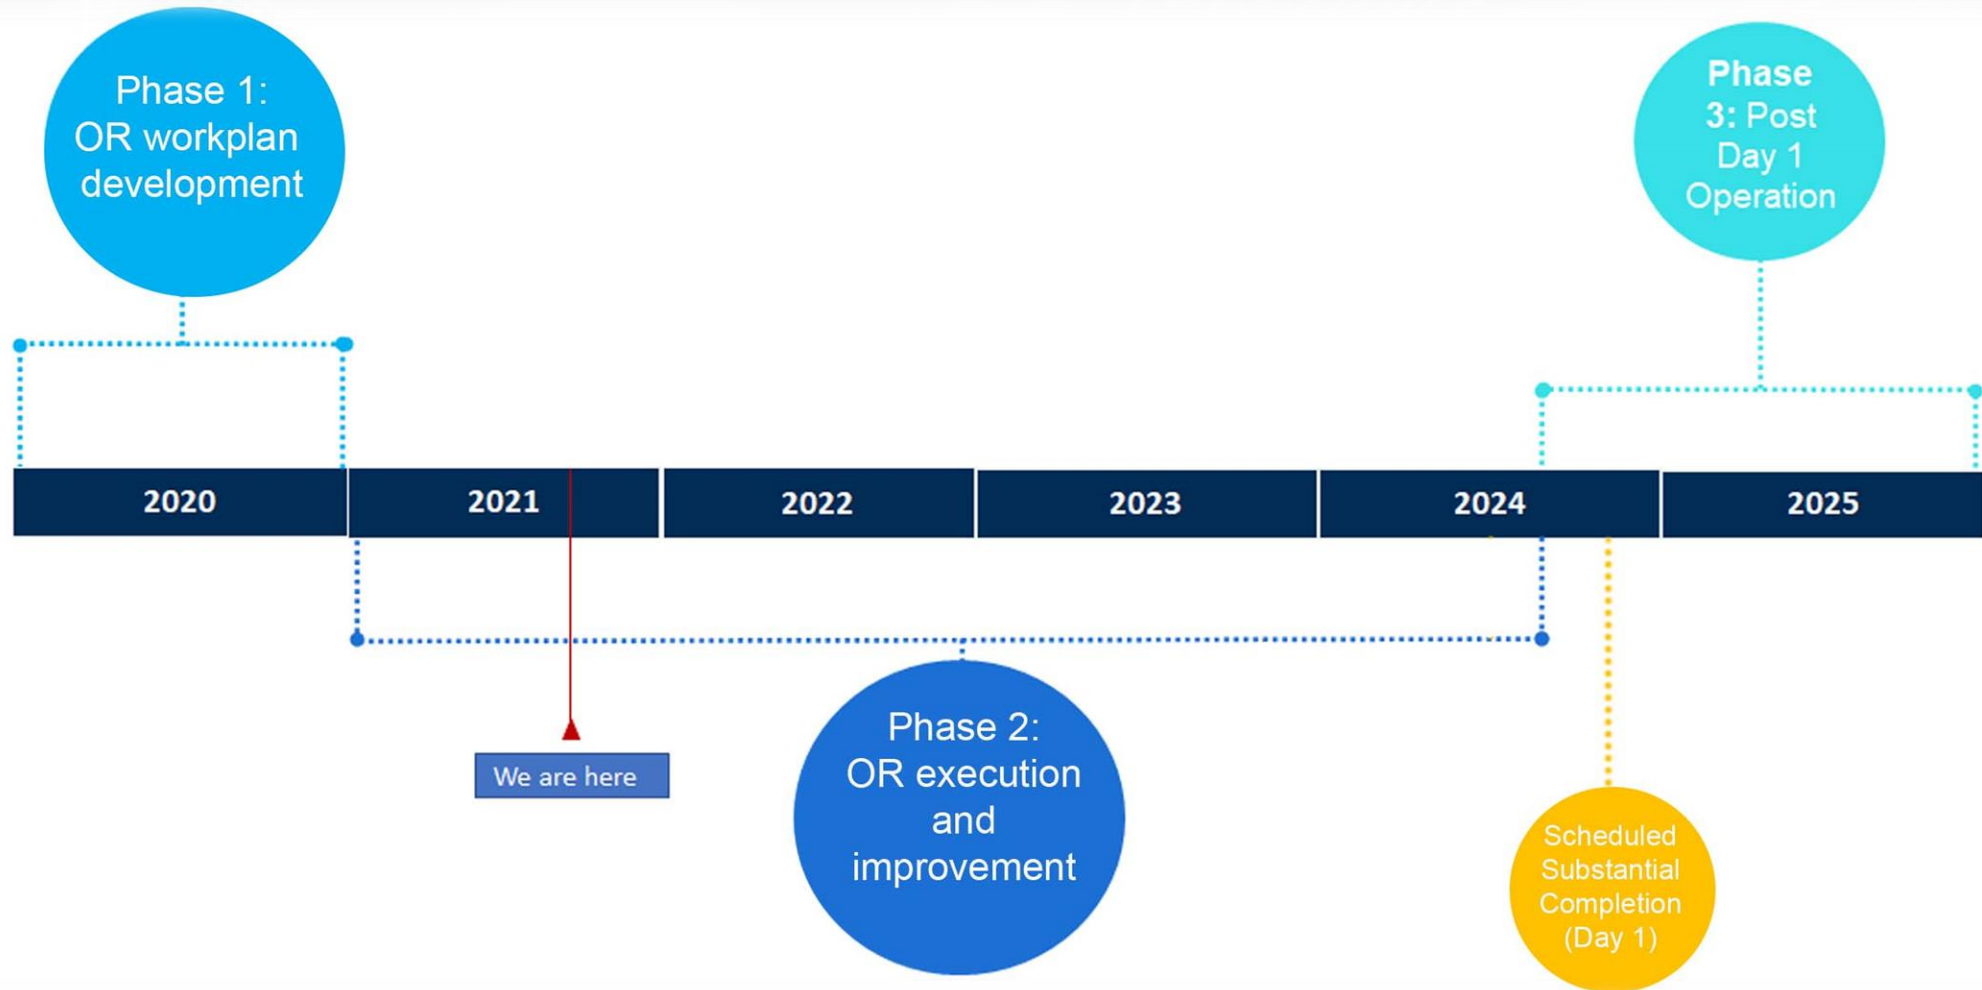 Phase 1:
OR workplan
development
Phase
3: Post
Day 1
Operation
2020
2021
2022
2023
2024
2025
We are here
Phase 2:
OR execution
and
improvement
Scheduled
Substantial
Completion
(Day 1)